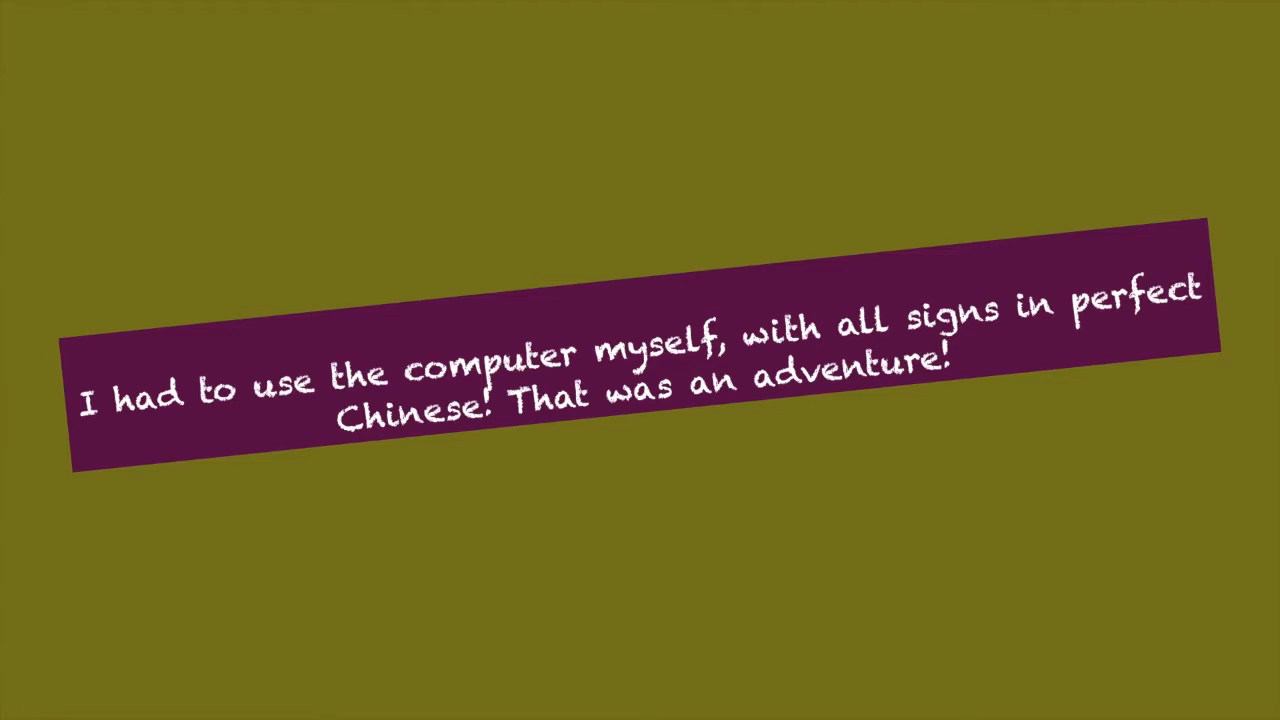 I had to use the computer myself, with all signs in perfect
Chinese! That was an adventure!